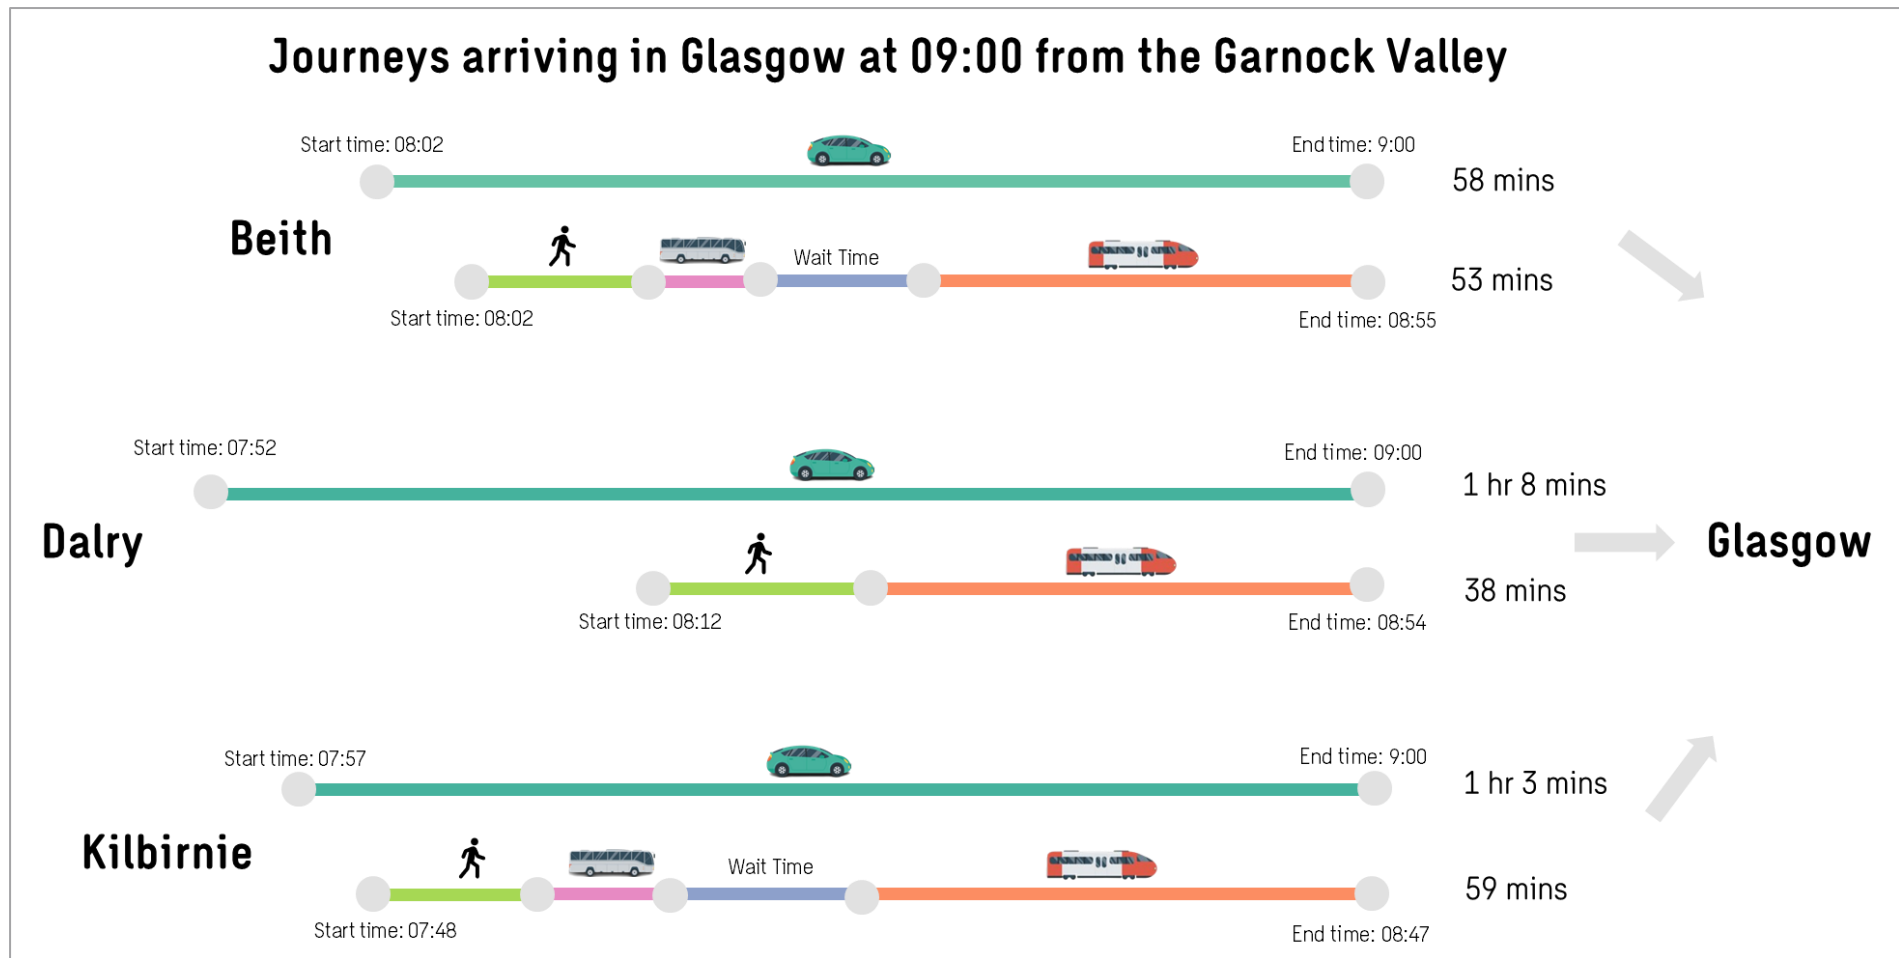 Journeys arriving in Glasgow at 09:00 from the Garnock Valley
Start time: 08:02
End time: 9:00
58 mins
Beith
Wait Time
53 mins
Start time: 08:02
End time: 08:55
Start time: 07:52
End time: 09:00
1 hr 8 mins
Dalry
Glasgow
38 mins
Start time: 08:12
End time: 08:54
Start time: 07:57
End time: 9:00
1 hr 3 mins
Kilbirnie
Wait Time
59 mins
Start time: 07:48
End time: 08:47